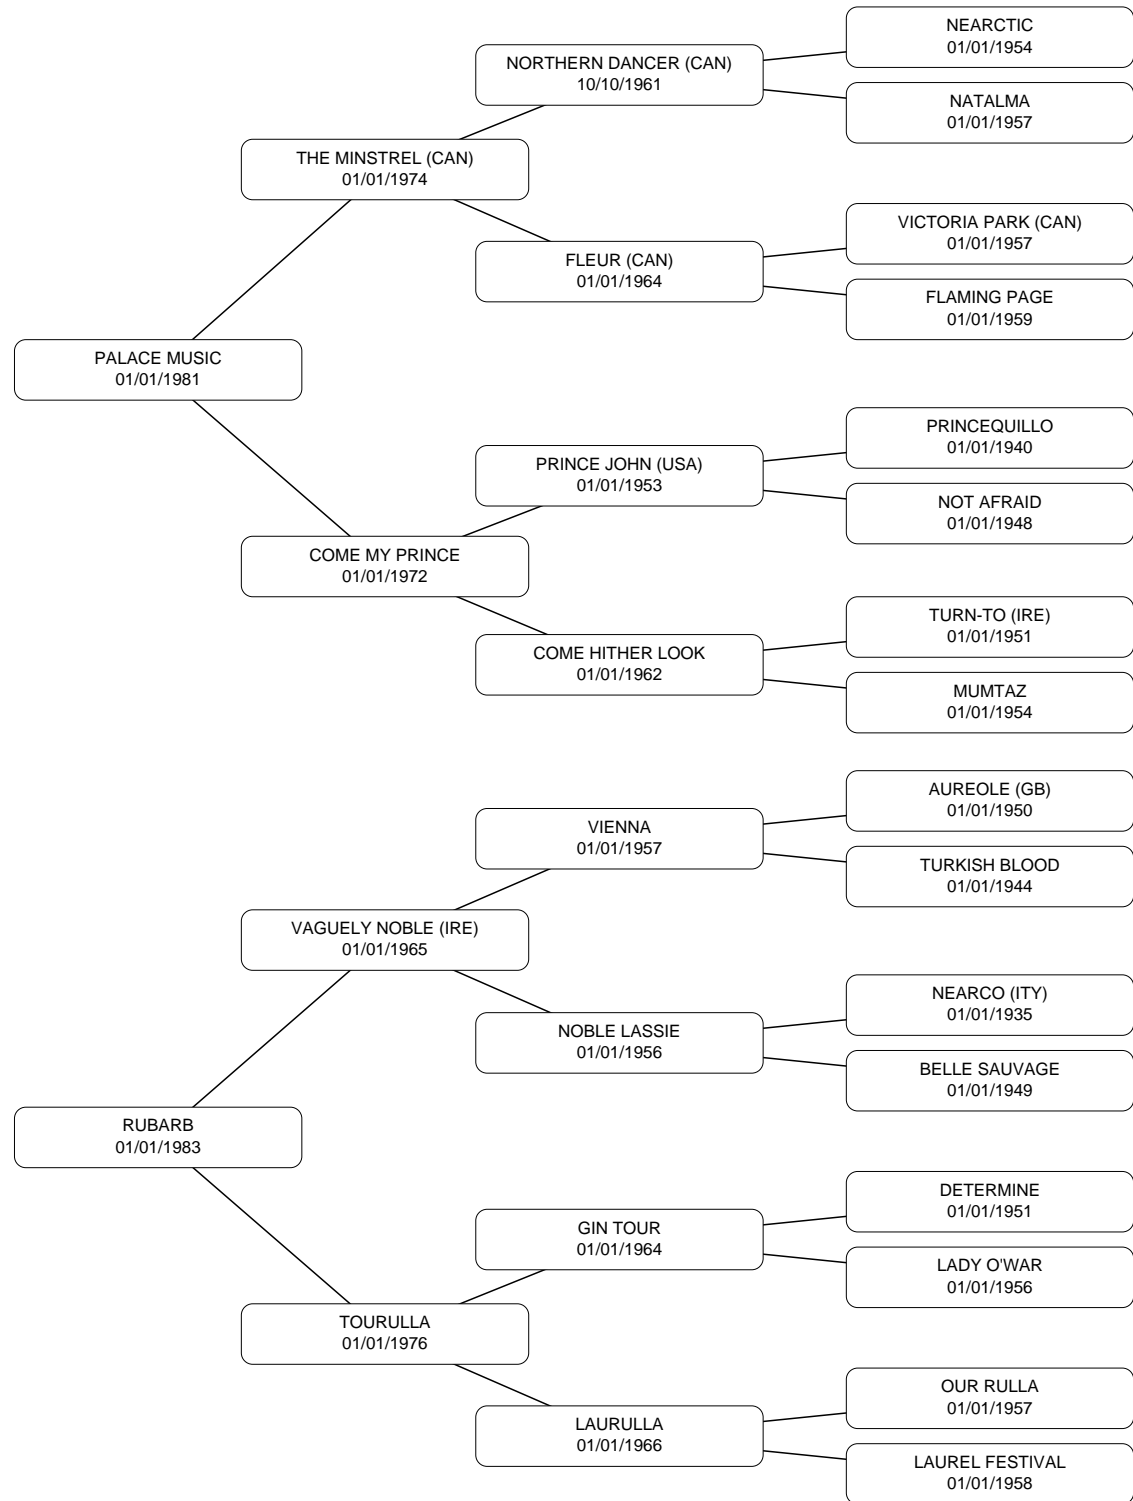 NEARCTIC
01/01/1954
NORTHERN DANCER (CAN)
10/10/1961
NATALMA
01/01/1957
THE MINSTREL (CAN)
01/01/1974
VICTORIA PARK (CAN)
01/01/1957
FLEUR (CAN)
01/01/1964
FLAMING PAGE
01/01/1959
PALACE MUSIC
01/01/1981
PRINCEQUILLO
01/01/1940
PRINCE JOHN (USA)
01/01/1953
NOT AFRAID
01/01/1948
COME MY PRINCE
01/01/1972
TURN-TO (IRE)
01/01/1951
COME HITHER LOOK
01/01/1962
MUMTAZ
01/01/1954
AUREOLE (GB)
01/01/1950
VIENNA
01/01/1957
TURKISH BLOOD
01/01/1944
VAGUELY NOBLE (IRE)
01/01/1965
NEARCO (ITY)
01/01/1935
NOBLE LASSIE
01/01/1956
BELLE SAUVAGE
01/01/1949
RUBARB
01/01/1983
DETERMINE
01/01/1951
GIN TOUR
01/01/1964
LADY O'WAR
01/01/1956
TOURULLA
01/01/1976
OUR RULLA
01/01/1957
LAURULLA
01/01/1966
LAUREL FESTIVAL
01/01/1958